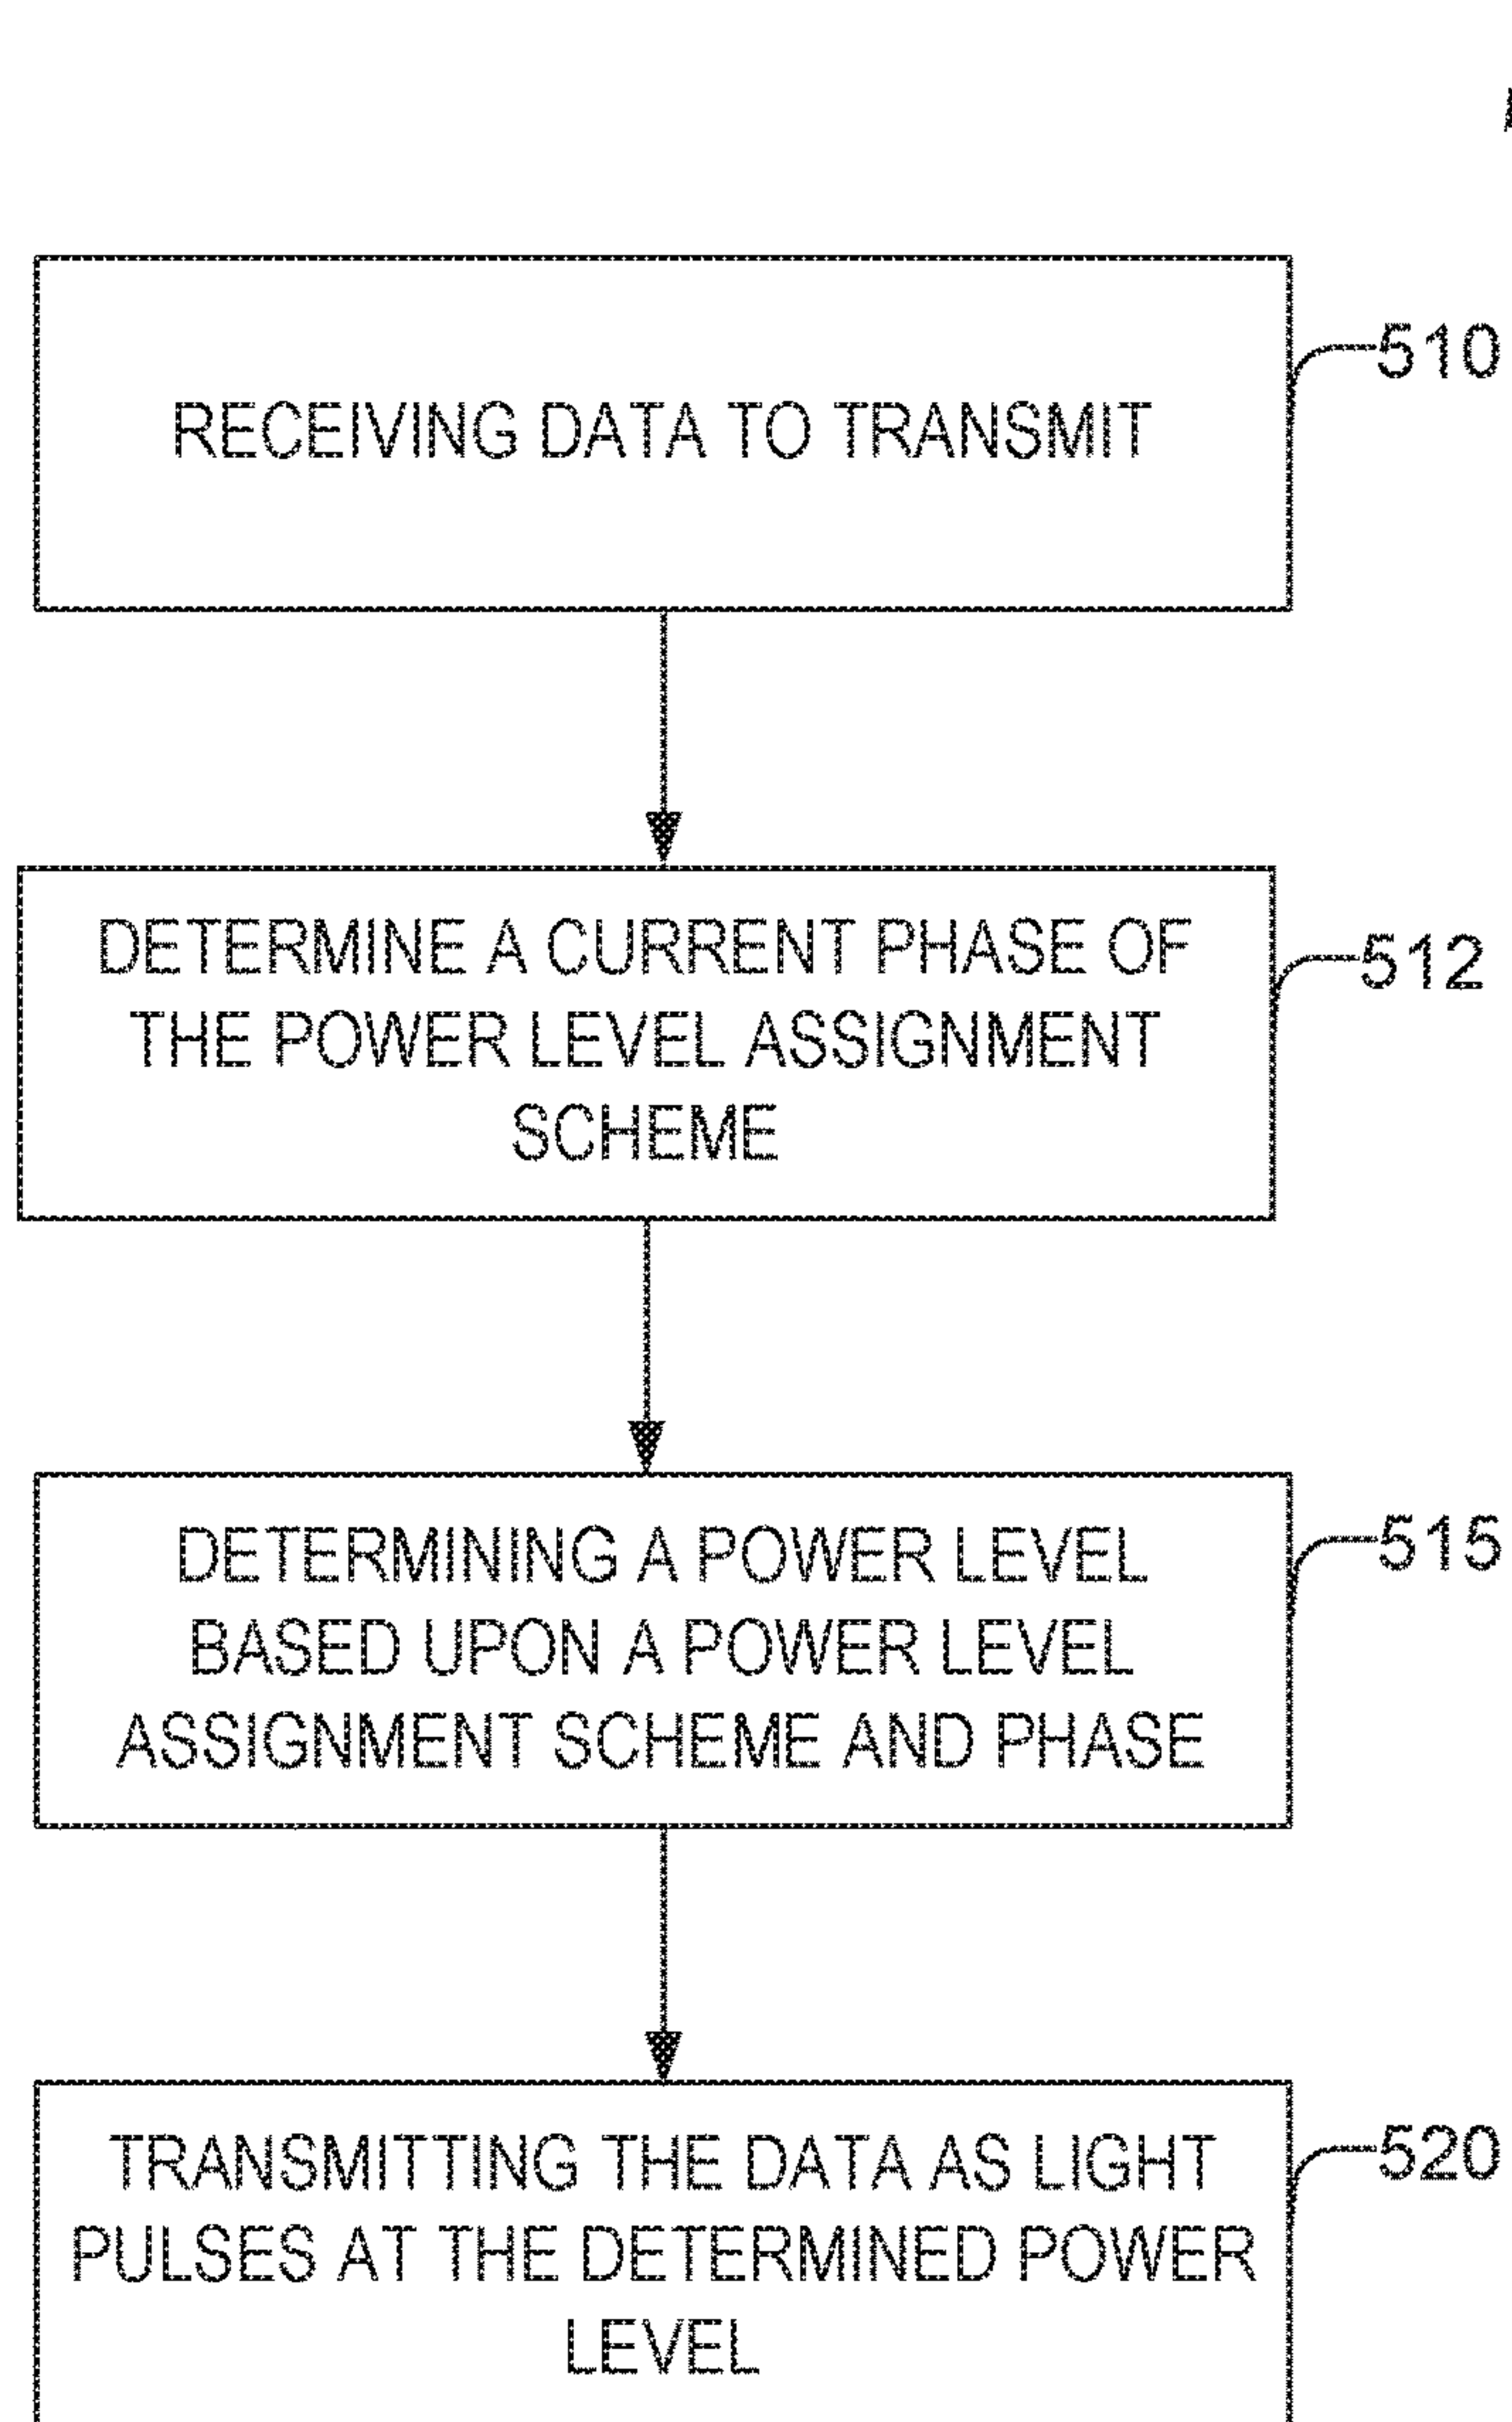 RECEIVING DATA TO TRANSMIT
510
DETERMINE A CURRENT PHASE OF
THE POWER LEVEL ASSIGNMENT
SCHEME
512
DETERMINING A POWER LEVEL
BASED UPON A POWER LEVEL
ASSIGNMENT SCHEME AND PHASE
515
TRANSMITTING THE DATA AS LIGHT
PULSES AT THE DETERMINED POWER
LEVEL
520